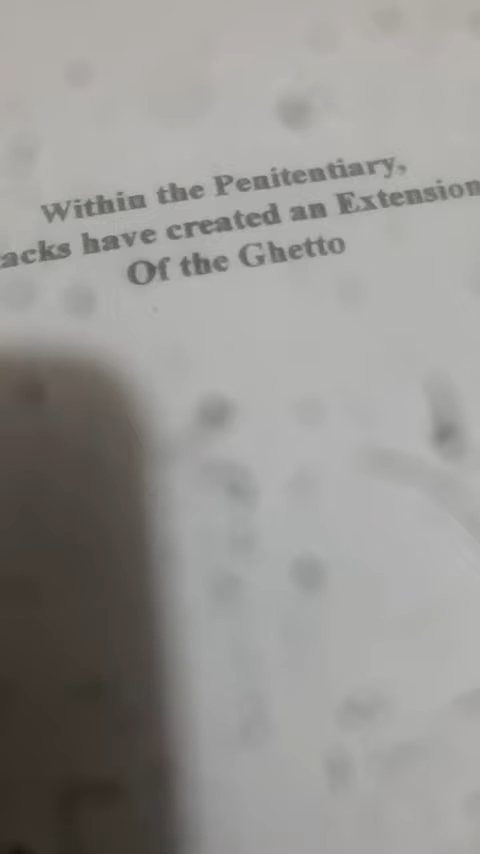 Within the Penitentiary,
acks have created an Extension
Of the Ghetto